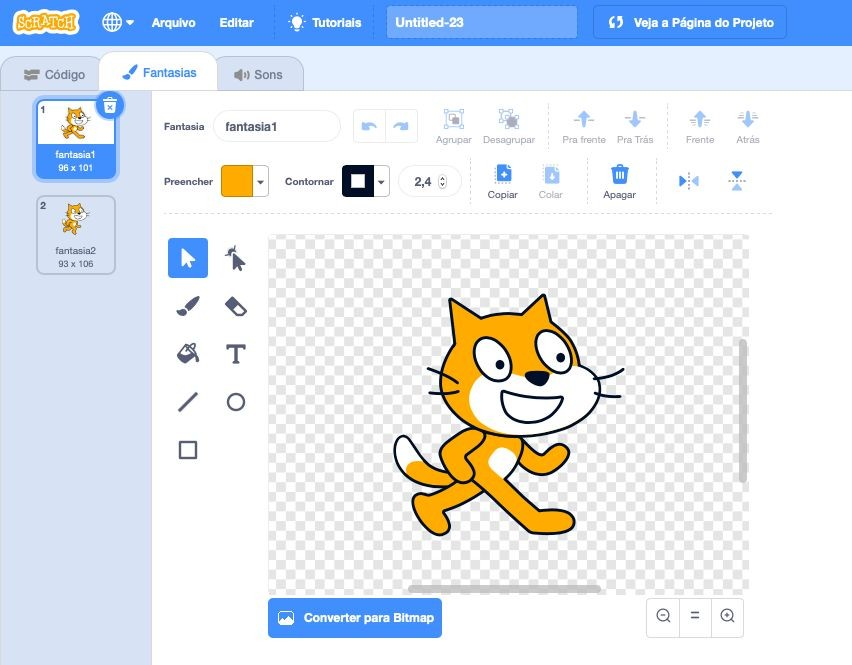 SCRATCH
Arquivo
Editar
Tutoriais
Untitled-23
Veja a Página do Projeto
Código
Fantasias
Sons
1
fantasia1
96 x 101
2
fantasia2
93 x 106
Fantasia
fantasia1
Agrupar
Desagrupar
Pra frente
Pra Trás
Frente
Atrás
Preencher
Contornar
2,4
Copiar
Colar
Apagar
T
Converter para Bitmap
=